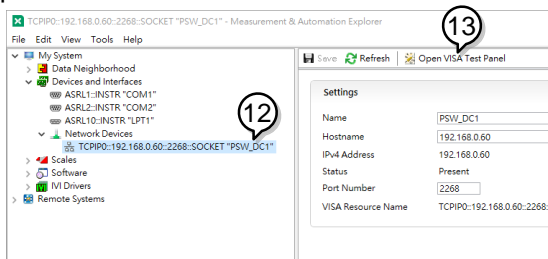 TCPIP0::192.168.0.60::2268::SOCKET "PSW_DC1" - Measurement & Automation Explorer
File Edit View Tools Help
13
Save Refresh Open VISA Test Panel
My System
Data Neighborhood
Devices and Interfaces
ASRL1::INSTR "COM1"
ASRL2::INSTR "COM2"
ASRL10::INSTR "LPT1"
Network Devices
12
TCPIP0::192.168.0.60::2268::SOCKET "PSW_DC1"
Scales
Software
IVI Drivers
Remote Systems
Settings
Name PSW_DC1
Hostname 192.168.0.60
IPv4 Address 192.168.0.60
Status Present
Port Number 2268
VISA Resource Name TCPIP0::192.168.0.60::2268: